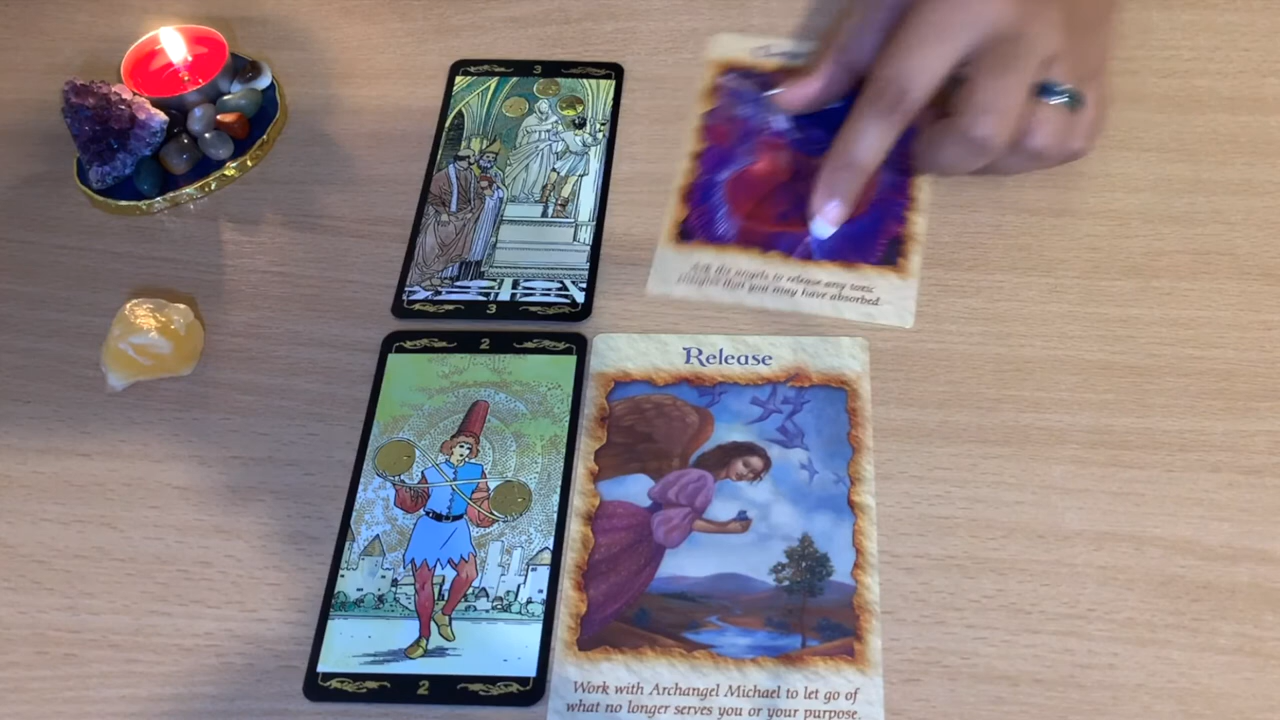 3
3
Ask the angels to release any toxic
energies that you may have absorbed.
2
2
Release
Work with Archangel Michael to let go of
what no longer serves you or your purpose.